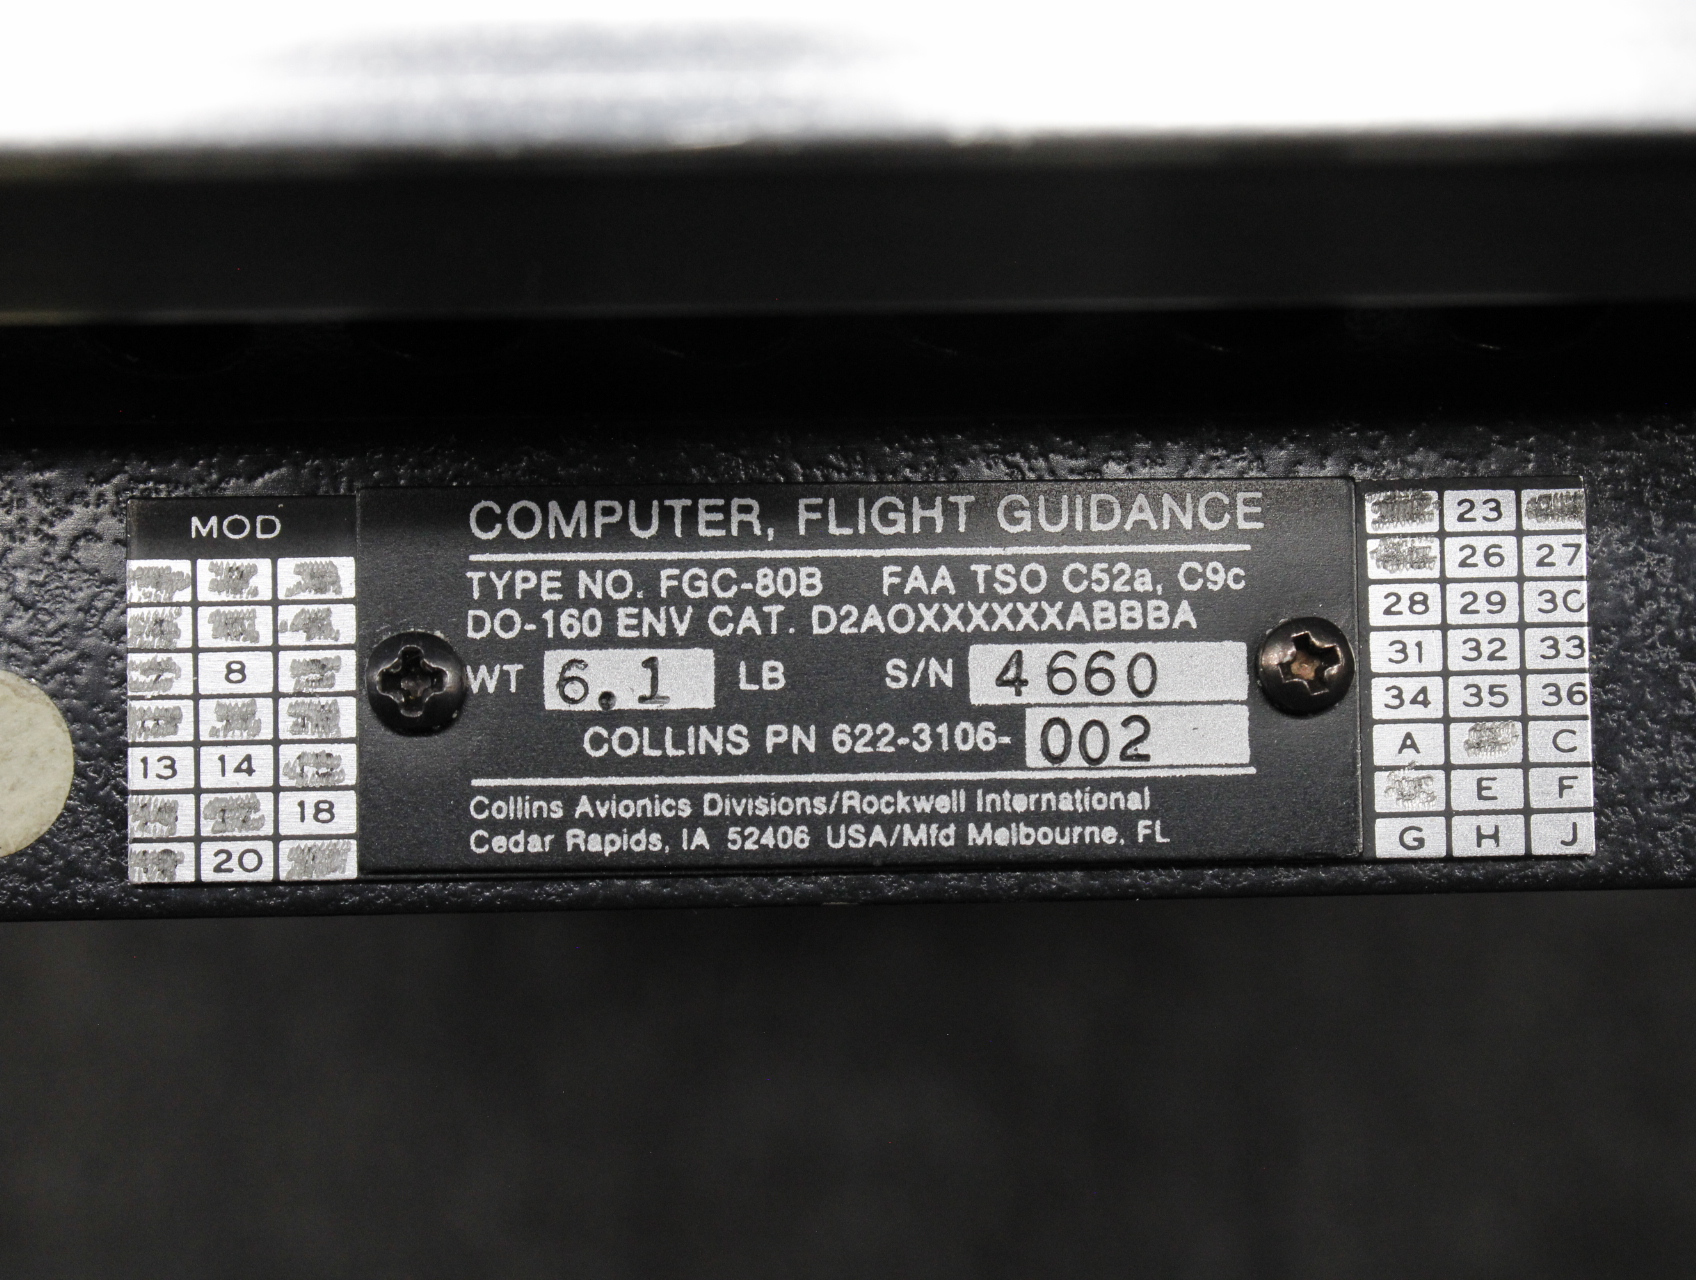 MOD
8
13 14
18
20
COMPUTER, FLIGHT GUIDANCE
TYPE NO. FGC-80B FAA TSO C52a, C9c
DO-160 ENV CAT. D2AOXXXXXXXABBBA
WT 6.1 LB S/N 4660
COLLINS PN 622-3106-002
Collins Avionics Divisions/Rockwell International
Cedar Rapids, IA 52406 USA/Mfd Melbourne, FL
23
26 27
28 29 30
31 32 33
34 35 36
A C
E F
G H J